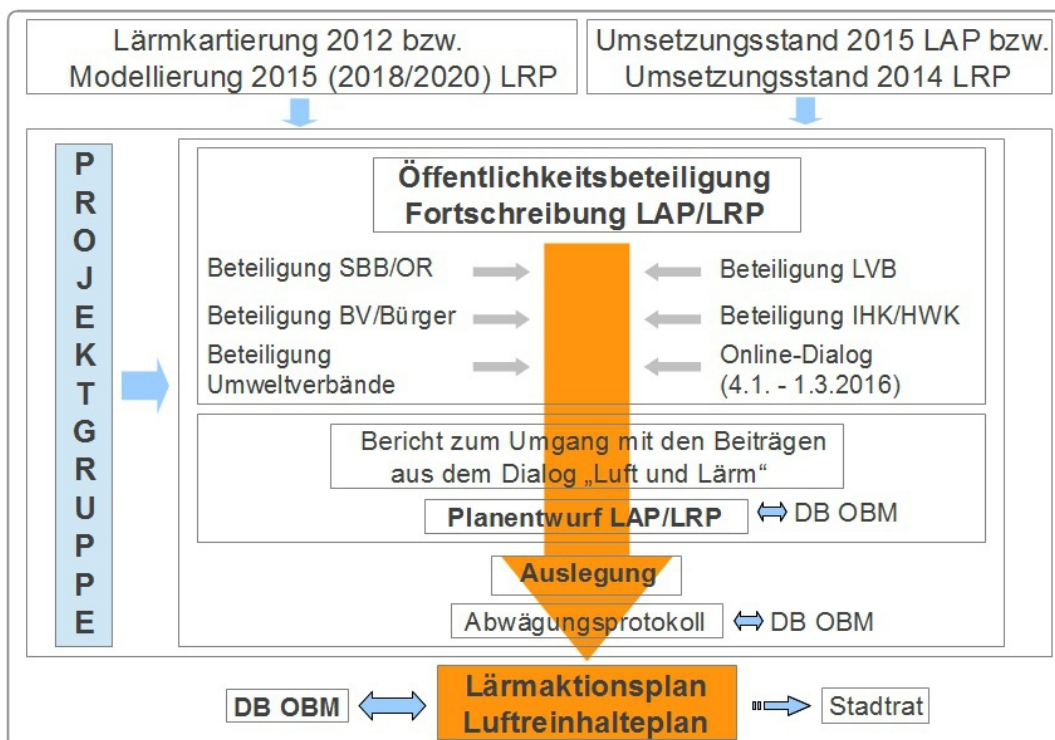 Lärmkartierung 2012 bzw.
Modellierung 2015 (2018/2020) LRP
Umsetzungsstand 2015 LAP bzw.
Umsetzungsstand 2014 LRP
PROJEKTGRUPPE
Öffentlichkeitsbeteiligung
Fortschreibung LAP/LRP
Beteiligung SBB/OR
Beteiligung LVB
Beteiligung BV/Bürger
Beteiligung IHK/HWK
Beteiligung
Umweltverbände
Online-Dialog
(4.1. - 1.3.2016)
Bericht zum Umgang mit den Beiträgen
aus dem Dialog „Luft und Lärm“
Planentwurf LAP/LRP
DB OBM
Auslegung
Abwägungsprotokoll
DB OBM
DB OBM
Lärmaktionsplan
Luftreinhalteplan
Stadtrat